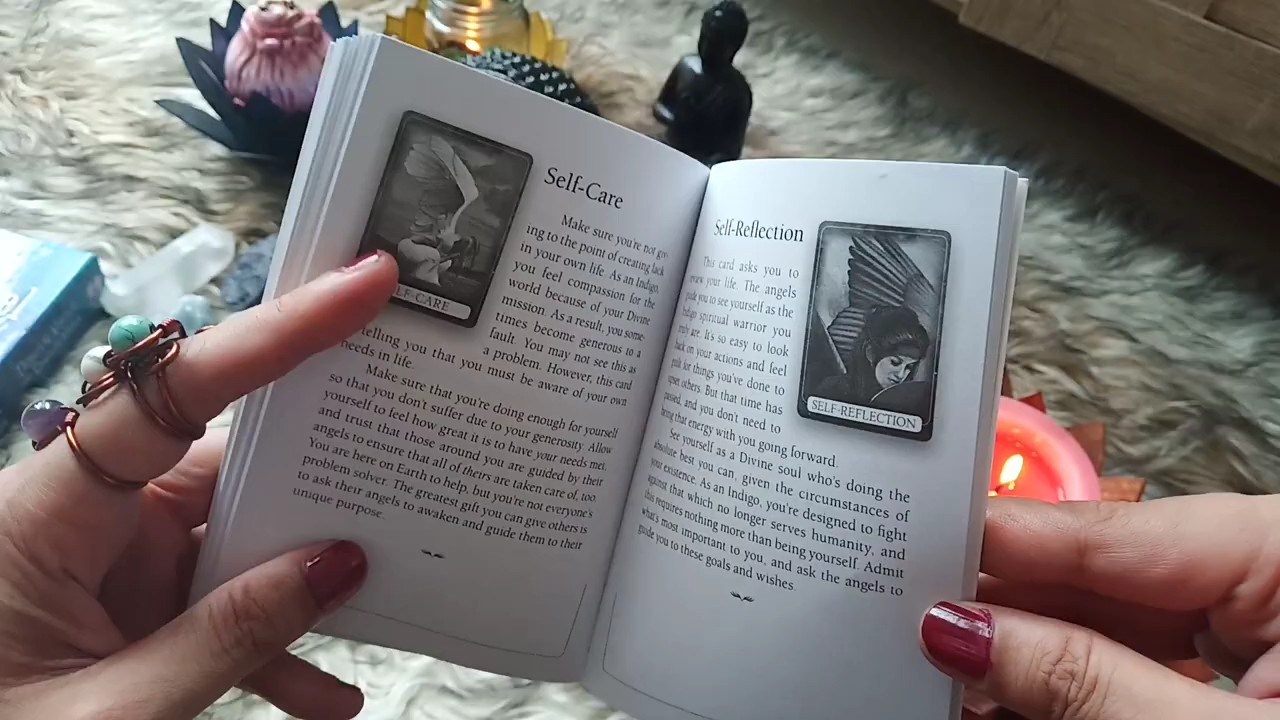 Self-Care
Make sure you're not giv-
ing to the point of creating lack
in your own life. As an Indigo,
you feel compassion for the
world because of your Divine
mission. As a result, you some-
times become generous to a
fault. You may not see this as
a problem. However, this card
telling you that you must be aware of your own
needs in life.
Make sure that you're doing enough for yourself
so that you don't suffer due to your generosity. Allow
yourself to feel how great it is to have your needs met,
and trust that those around you are guided by their
angels to ensure that all of theirs are taken care of, too.
You are here on Earth to help, but you're not everyone's
problem solver. The greatest gift you can give others is
to ask their angels to awaken and guide them to their
unique purpose.
LF-CARE
Self-Reflection
This card asks you to
review your life. The angels
guide you to see yourself as the
Indigo spiritual warrior you
truly are. It's so easy to look
back on your actions and feel
guilt for things you've done to
upset others. But that time has
passed, and you don't need to
bring that energy with you going forward.
See yourself as a Divine soul who's doing the
absolute best you can, given the circumstances of
your existence. As an Indigo, you're designed to fight
against that which no longer serves humanity, and
this requires nothing more than being yourself. Admit
what's most important to you, and ask the angels to
guide you to these goals and wishes.
SELF-REFLECTION